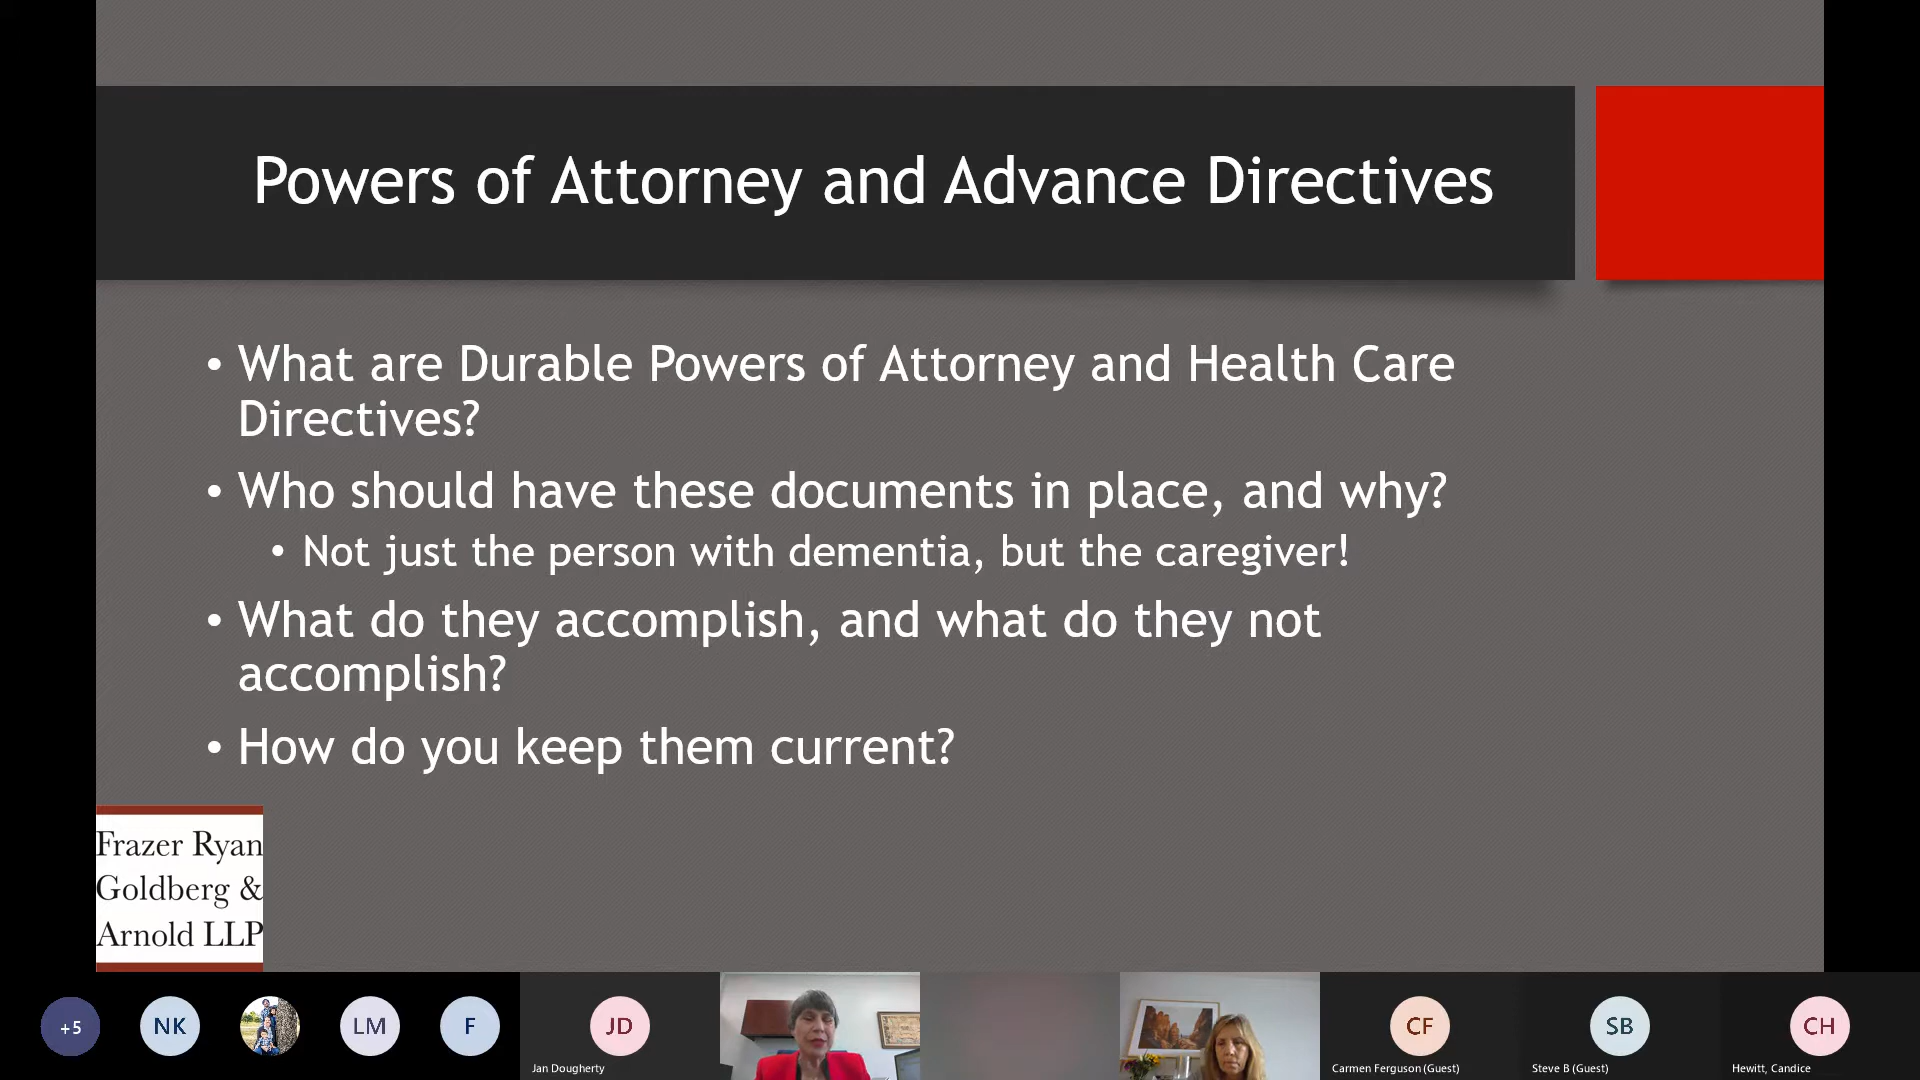 Powers of Attorney and Advance Directives
• What are Durable Powers of Attorney and Health Care
Directives?
• Who should have these documents in place, and why?
• Not just the person with dementia, but the caregiver!
• What do they accomplish, and what do they not
accomplish?
• How do you keep them current?
Frazer Ryan
Goldberg &
Arnold LLP
+5
NK
LM
F
JD
CF
SB
CH
Jan Dougherty
Carmen Ferguson (Guest)
Steve B (Guest)
Hewitt, Candice